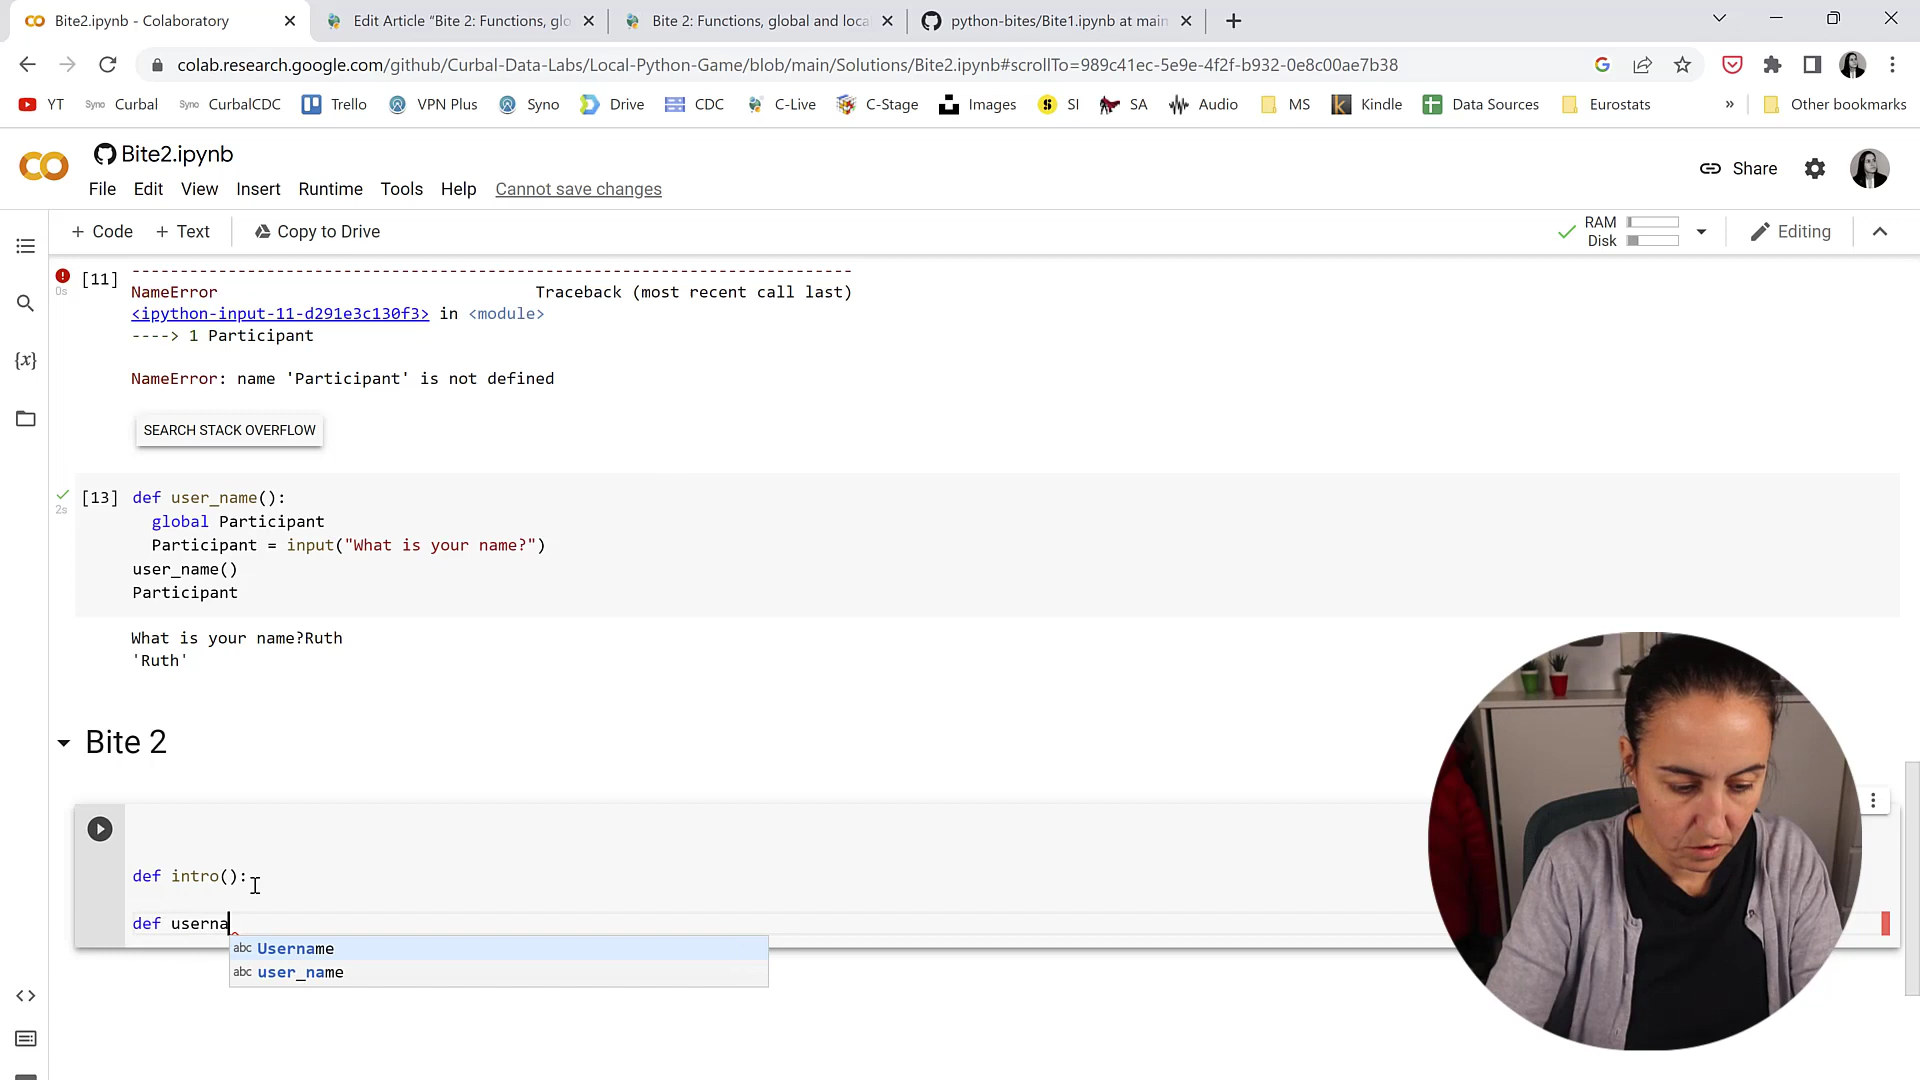 Bite2.ipynb - Colaboratory
Edit Article “Bite 2: Functions, glo
Bite 2: Functions, global and loca
python-bites/Bite1.ipynb at main
colab.research.google.com/github/Curbal-Data-Labs/Local-Python-Game/blob/main/Solutions/Bite2.ipynb#scrollTo=989c41ec-5e9e-4f2f-b932-0e8c00ae7b38
YT Syno Curbal Syno CurbalCDC Trello VPN Plus Syno Drive CDC C-Live C-Stage Images SI SA Audio MS Kindle Data Sources Eurostats » Other bookmarks
Bite2.ipynb
Share
File Edit View Insert Runtime Tools Help Cannot save changes
+ Code + Text Copy to Drive
RAM
Disk
Editing
[11] ---------------------------------------------------------------------------
0s
NameError Traceback (most recent call last)
<ipython-input-11-d291e3c130f3> in <module>
----> 1 Participant
NameError: name 'Participant' is not defined
SEARCH STACK OVERFLOW
[13] def user_name():
2s
global Participant
Participant = input("What is your name?")
user_name()
Participant
What is your name?Ruth
'Ruth'
Bite 2
def intro():
def userna
abc Username
abc user_name